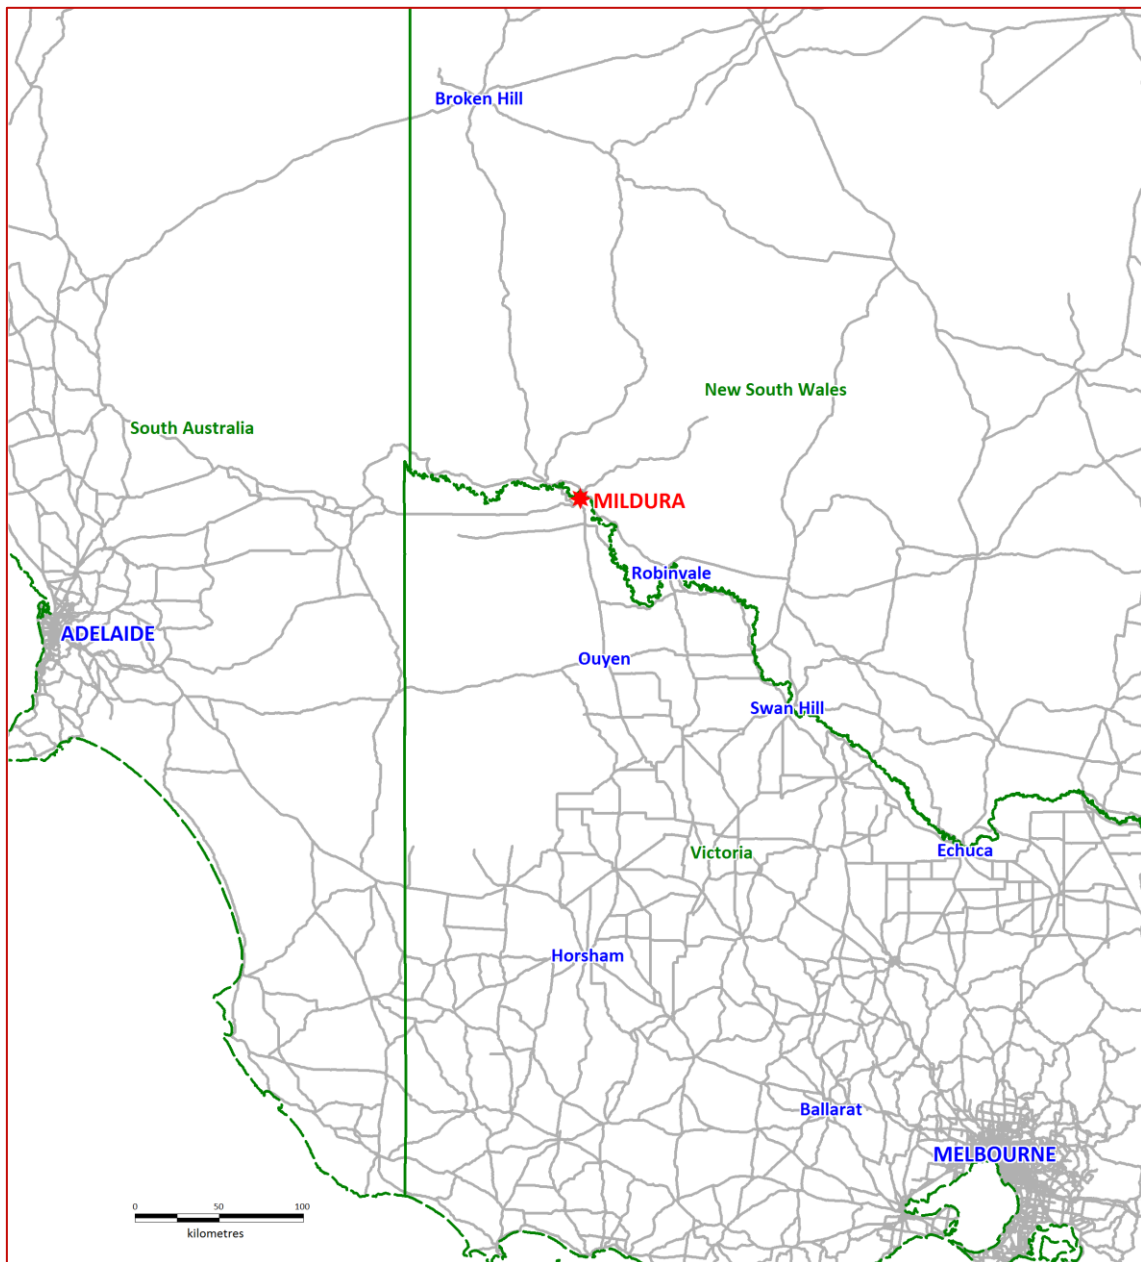 Broken Hill
New South Wales
South Australia
MILDURA
Robinvale
ADELAIDE
Ouyen
Swan Hill
Echuca
Victoria
Horsham
Ballarat
MELBOURNE
0 50 100
kilometres